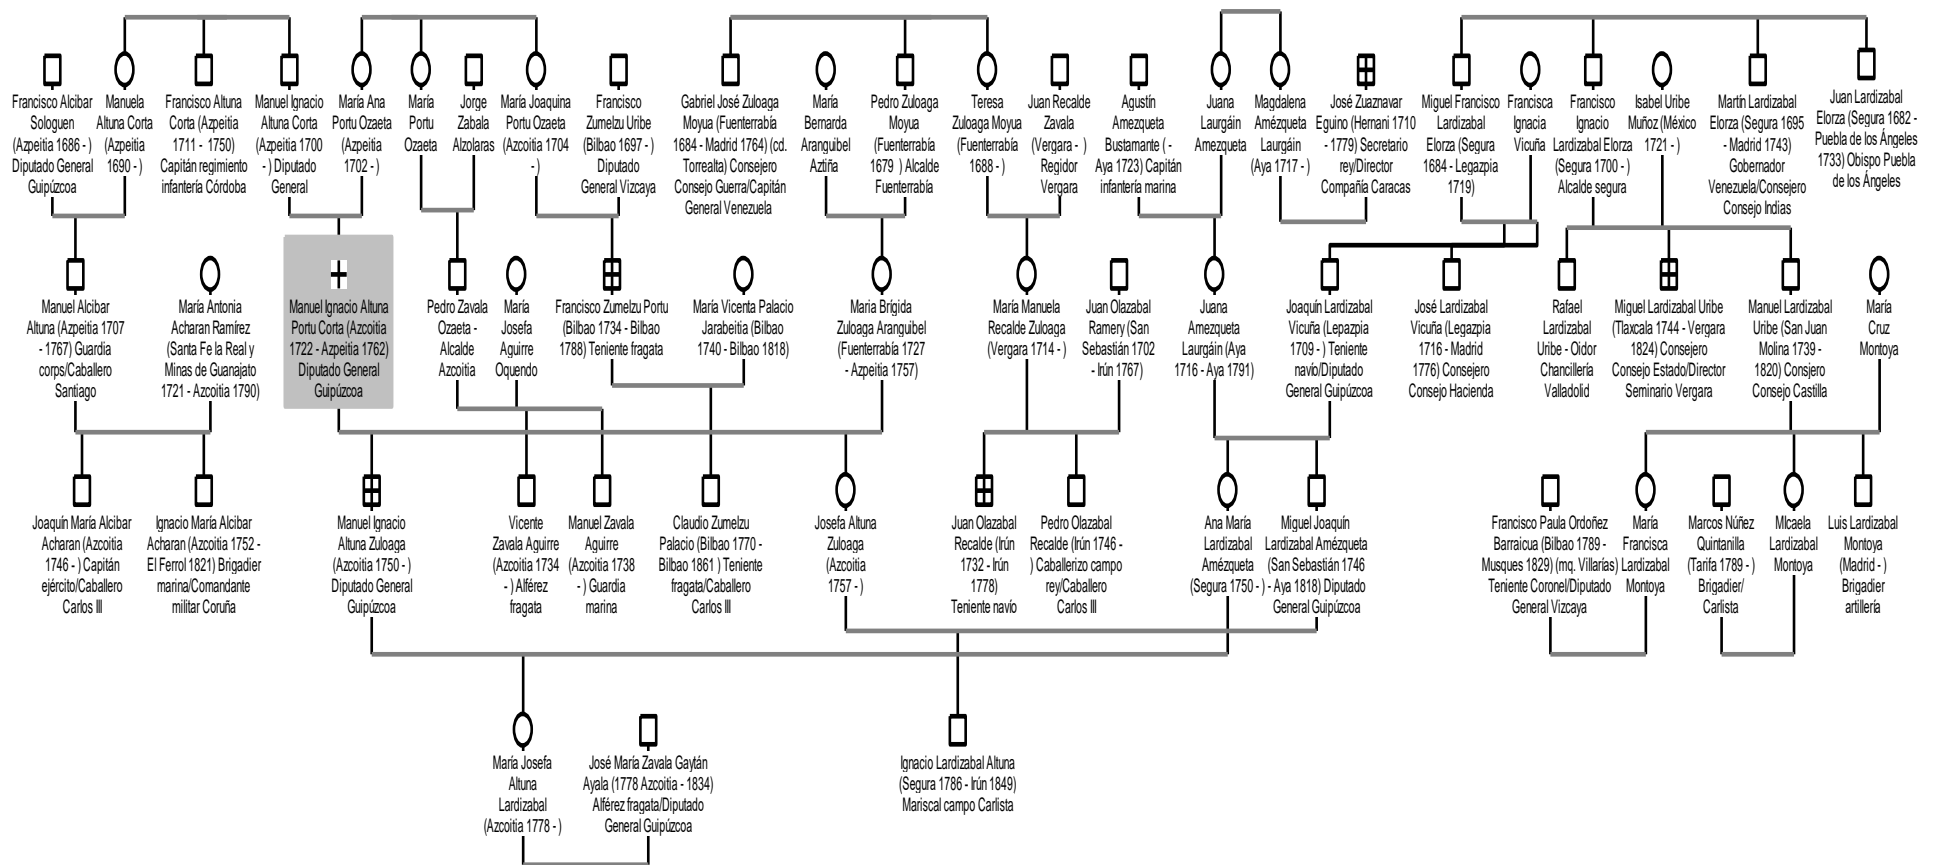 Francisco Alcibar
Sologuen
(Azpeitia 1686 - )
Diputado General
Guipúzcoa
Manuela
Altuna Corta
(Azpeitia
1690 - )
Francisco Altuna
Corta (Azpeitia
1711 - 1750)
Capitán regimiento
infantería Córdoba
Manuel Ignacio
Altuna Corta
(Azpeitia 1700
- ) Diputado
General
María Ana
Portu Ozaeta
(Azpeitia
1702 - )
María
Portu
Ozaeta
Jorge
Zabala
Alzolaras
María Joaquina
Portu Ozaeta
(Azcoitia 1704
- )
Francisco
Zumelzu Uribe
(Bilbao 1697 - )
Diputado
General Vizcaya
Gabriel José Zuloaga
Moyua (Fuenterrabía
1684 - Madrid 1764) (cd.
Torrealta) Consejero
Consejo Guerra/Capitán
General Venezuela
María
Bernarda
Aranguibel
Aztiña
Pedro Zuloaga
Moyua
(Fuenterrabía
1679 ) Alcalde
Fuenterrabía
Teresa
Zuloaga Moyua
(Fuenterrabía
1688 - )
Juan Recalde
Zavala
(Vergara - )
Regidor
Vergara
Agustín
Amezqueta
Bustamante ( -
Aya 1723) Capitán
infantería marina
Juana
Laurgáin
Amezqueta
Magdalena
Amézqueta
Laurgáin
(Aya 1717 - )
José Zuaznavar
Eguino (Hernani 1710
- 1779) Secretario
rey/Director
Compañía Caracas
Miguel Francisco
Lardizabal
Elorza (Segura
1684 - Legazpia
1719)
Francisca
Ignacia
Vicuña
Francisco
Ignacio
Lardizabal Elorza
(Segura 1700 - )
Alcalde segura
Isabel Uribe
Muñoz (México
1721 - )
Martín Lardizabal
Elorza (Segura 1695
- Madrid 1743)
Gobernador
Venezuela/Consejero
Consejo Indias
Juan Lardizabal
Elorza (Segura 1682 -
Puebla de los Ángeles
1733) Obispo Puebla
de los Ángeles
Manuel Alcibar
Altuna (Azpeitia 1707
- 1767) Guardia
corps/Caballero
Santiago
María Antonia
Acharan Ramírez
(Santa Fe la Real y
Minas de Guanajato
1721 - Azcoitia 1790)
Manuel Ignacio Altuna
Portu Corta (Azcoitia
1722 - Azpeitia 1762)
Diputado General
Guipúzcoa
Pedro Zavala
Ozaeta -
Alcalde
Azcoitia
María
Josefa
Aguirre
Oquendo
Francisco Zumelzu Portu
(Bilbao 1734 - Bilbao
1788) Teniente fragata
María Vicenta Palacio
Jarabeitia (Bilbao
1740 - Bilbao 1818)
Maria Brígida
Zuloaga Aranguibel
(Fuenterrabía 1727
- Azpeitia 1757)
María Manuela
Recalde Zuloaga
(Vergara 1714 - )
Juan Olazabal
Ramery (San
Sebastián 1702
- Irún 1767)
Juana
Amezqueta
Laurgáin (Aya
1716 - Aya 1791)
Joaquín Lardizabal
Vicuña (Lepazpia
1709 - ) Teniente
navío/Diputado
General Guipúzcoa
José Lardizabal
Vicuña (Legazpia
1716 - Madrid
1776) Consejero
Consejo Hacienda
Rafael
Lardizabal
Uribe - Oidor
Chancillería
Valladolid
Miguel Lardizabal Uribe
(Tlaxcala 1744 - Vergara
1824) Consejero
Consejo Estado/Director
Seminario Vergara
Manuel Lardizabal
Uribe (San Juan
Molina 1739 -
1820) Consjero
Consejo Castilla
María
Cruz
Montoya
Joaquín María Alcibar
Acharan (Azcoitia
1746 - ) Capitán
ejército/Caballero
Carlos III
Ignacio María Alcibar
Acharan (Azcoitia 1752 -
El Ferrol 1821) Brigadier
marina/Comandante
militar Coruña
Manuel Ignacio
Altuna Zuloaga
(Azcoitia 1750 - )
Diputado General
Guipúzcoa
Vicente
Zavala Aguirre
(Azcoitia 1734
- ) Alférez
fragata
Manuel Zavala
Aguirre
(Azcoitia 1738
- ) Guardia
marina
Claudio Zumelzu
Palacio (Bilbao 1770 -
Bilbao 1861 ) Teniente
fragata/Caballero
Carlos III
Josefa Altuna
Zuloaga
(Azcoitia
1757 - )
Juan Olazabal
Recalde (Irún
1732 - Irún
1778)
Teniente navío
Pedro Olazabal
Recalde (Irún 1746 -
) Caballerizo campo
rey/Caballero
Carlos III
Ana María
Lardizabal
Amézqueta
(Segura 1750 - )
Miguel Joaquín
Lardizabal Amézqueta
(San Sebastián 1746
- Aya 1818) Diputado
General Guipúzcoa
Francisco Paula Ordoñez
Barraicua (Bilbao 1789 -
Musques 1829) (mq. Villarías)
Teniente Coronel/Diputado
General Vizcaya
María
Francisca
Lardizabal
Montoya
Marcos Núñez
Quintanilla
(Tarifa 1789 - )
Brigadier/
Carlista
MIcaela
Lardizabal
Montoya
Luis Lardizabal
Montoya
(Madrid - )
Brigadier
artillería
María Josefa
Altuna
Lardizabal
(Azcoitia 1778 - )
José María Zavala Gaytán
Ayala (1778 Azcoitia - 1834)
Alférez fragata/Diputado
General Guipúzcoa
Ignacio Lardizabal Altuna
(Segura 1786 - Irún 1849)
Mariscal campo Carlista